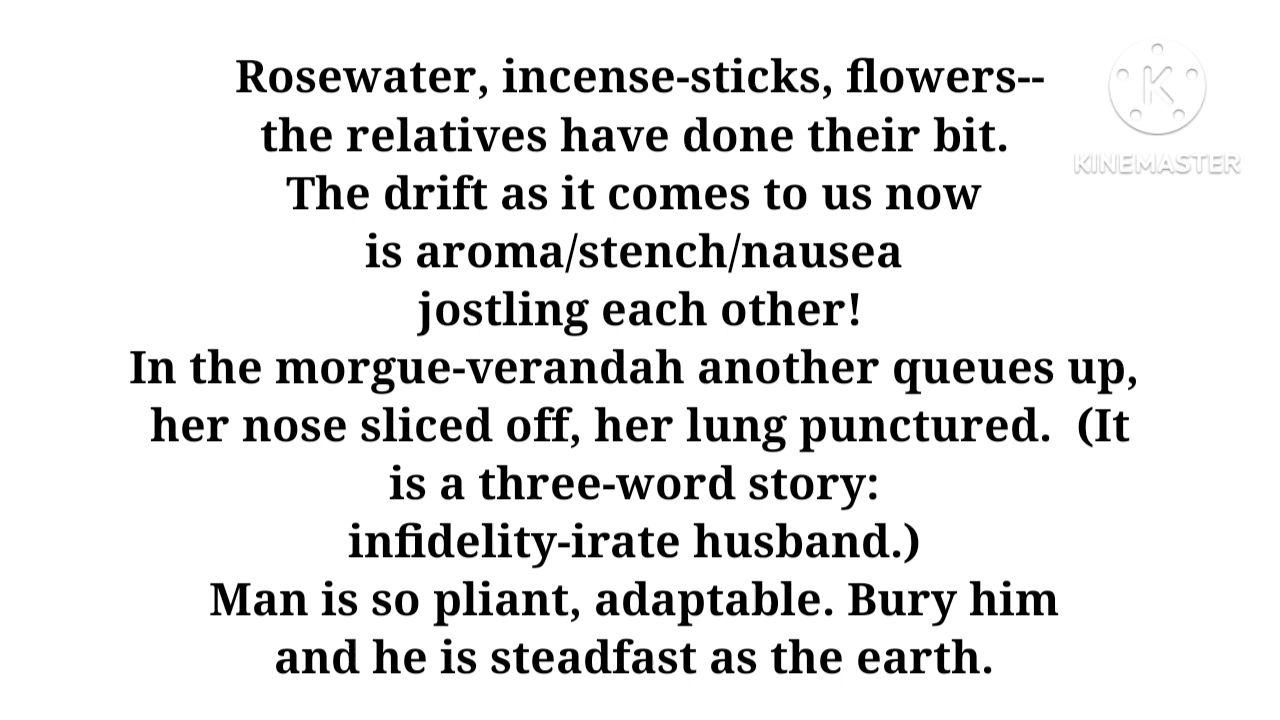 Rosewater, incense-sticks, flowers--
the relatives have done their bit.
The drift as it comes to us now
is aroma/stench/nausea
jostling each other!
In the morgue-verandah another queues up,
her nose sliced off, her lung punctured. (It
is a three-word story:
infidelity-irate husband.)
Man is so pliant, adaptable. Bury him
and he is steadfast as the earth.
K
KINEMASTER